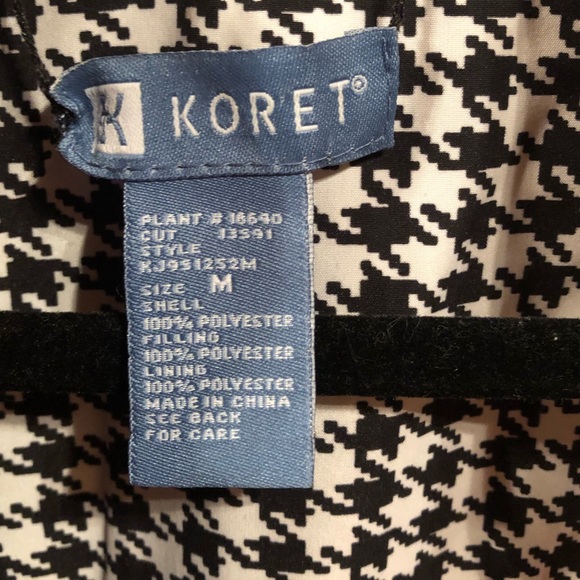 K KORET®
PLANT # 16640
CUT 13591
STYLE
KJ951252M
SIZE M
SHELL
100% POLYESTER
FILLING
100% POLYESTER
LINING
100% POLYESTER
MADE IN CHINA
SEE BACK
FOR CARE